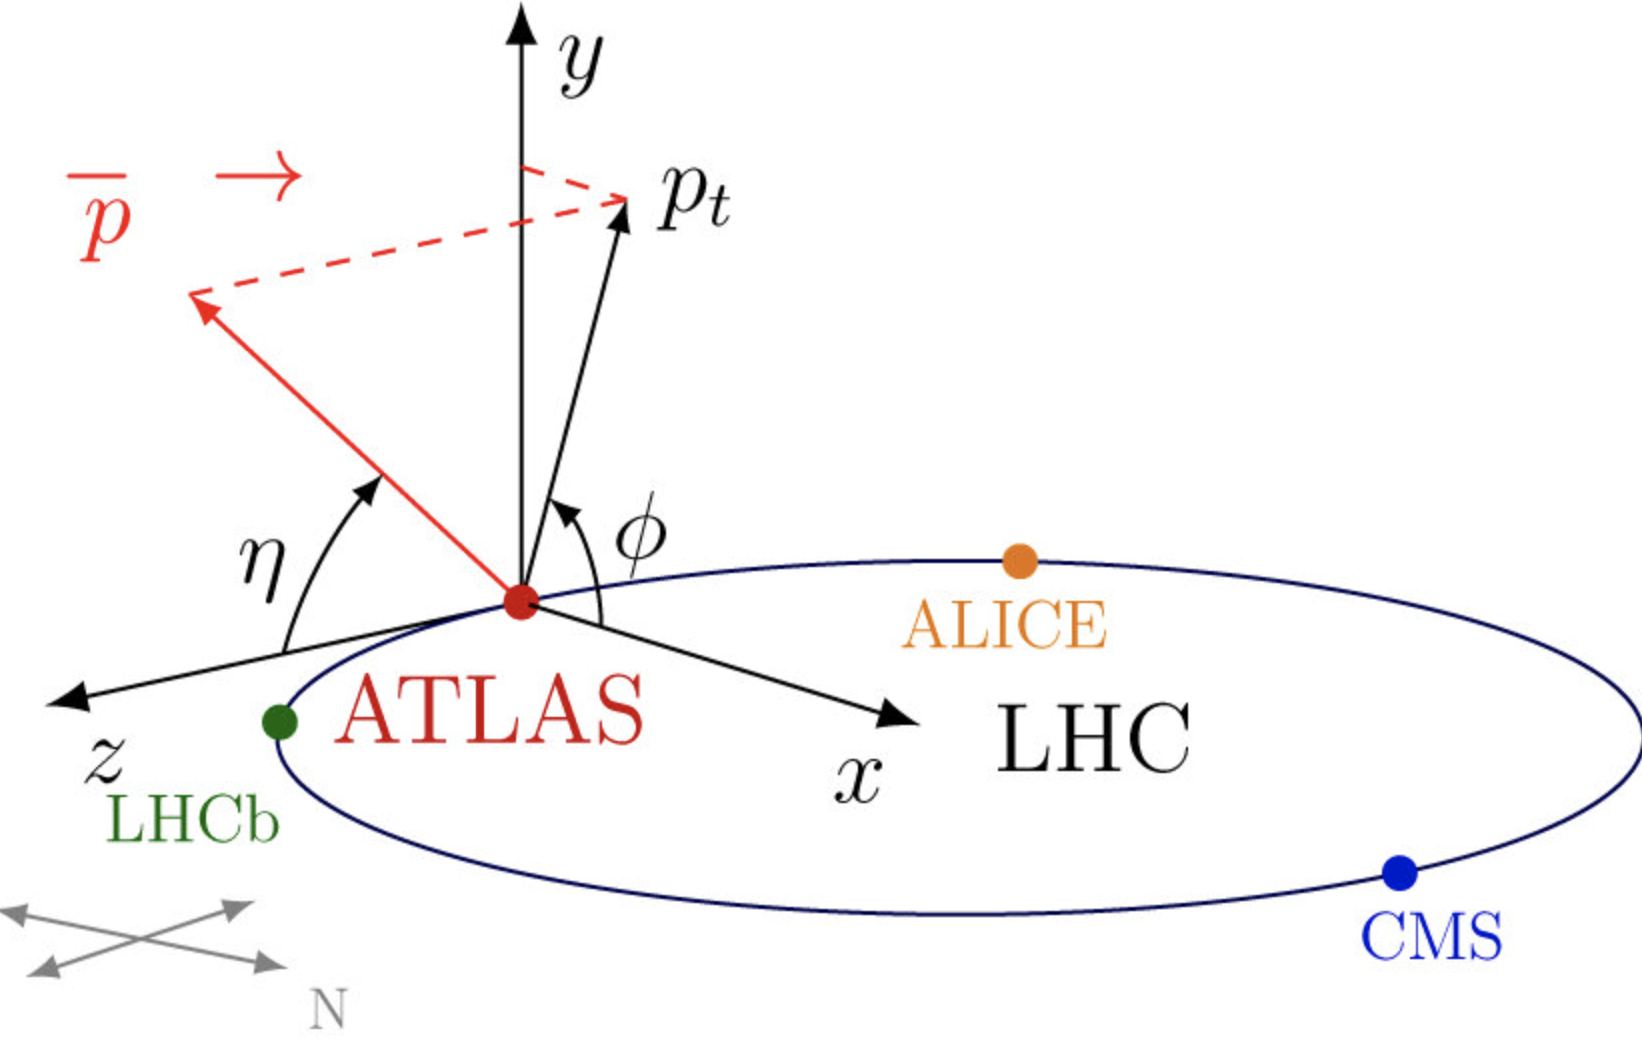 y
p →
p_t
η
ϕ
ALICE
ATLAS
LHC
z
x
LHCb
CMS
N